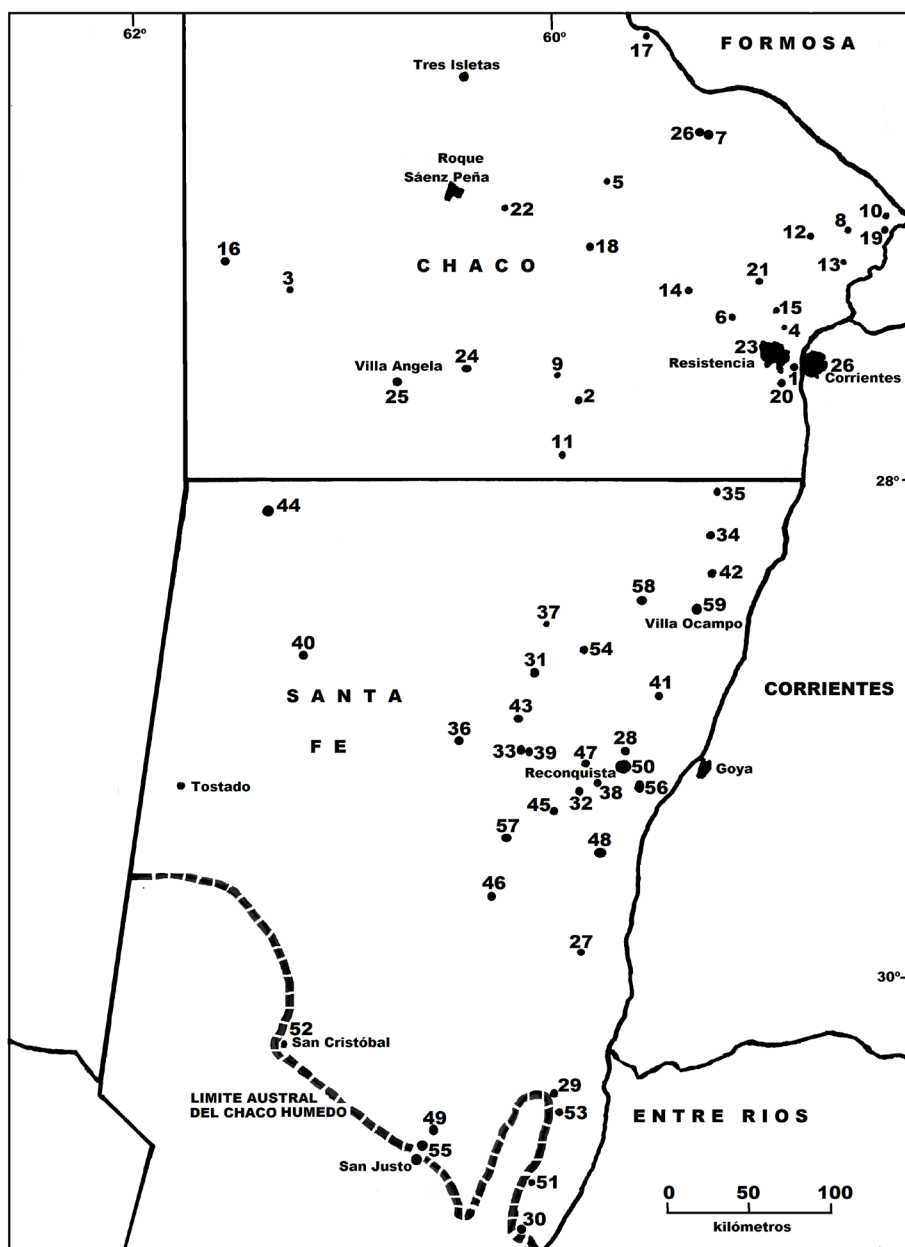 62º
60º
17
FORMOSA
Tres Isletas
26
7
Roque
Sáenz Peña
5
22
10
8
12
19
18
16
CHACO
13
3
21
14
15
6
4
23
Resistencia
26
Corrientes
1
20
24
Villa Angela
25
9
2
11
28º
35
44
34
42
58
59
Villa Ocampo
37
54
40
31
41
SANTA
CORRIENTES
43
36
FE
28
33
39
47
Reconquista
50
Goya
Tostado
38
56
32
45
57
48
46
27
30º
52
San Cristóbal
LIMITE AUSTRAL
DEL CHACO HUMEDO
29
53
ENTRE RIOS
49
55
San Justo
51
30
0 50 100
kilómetros